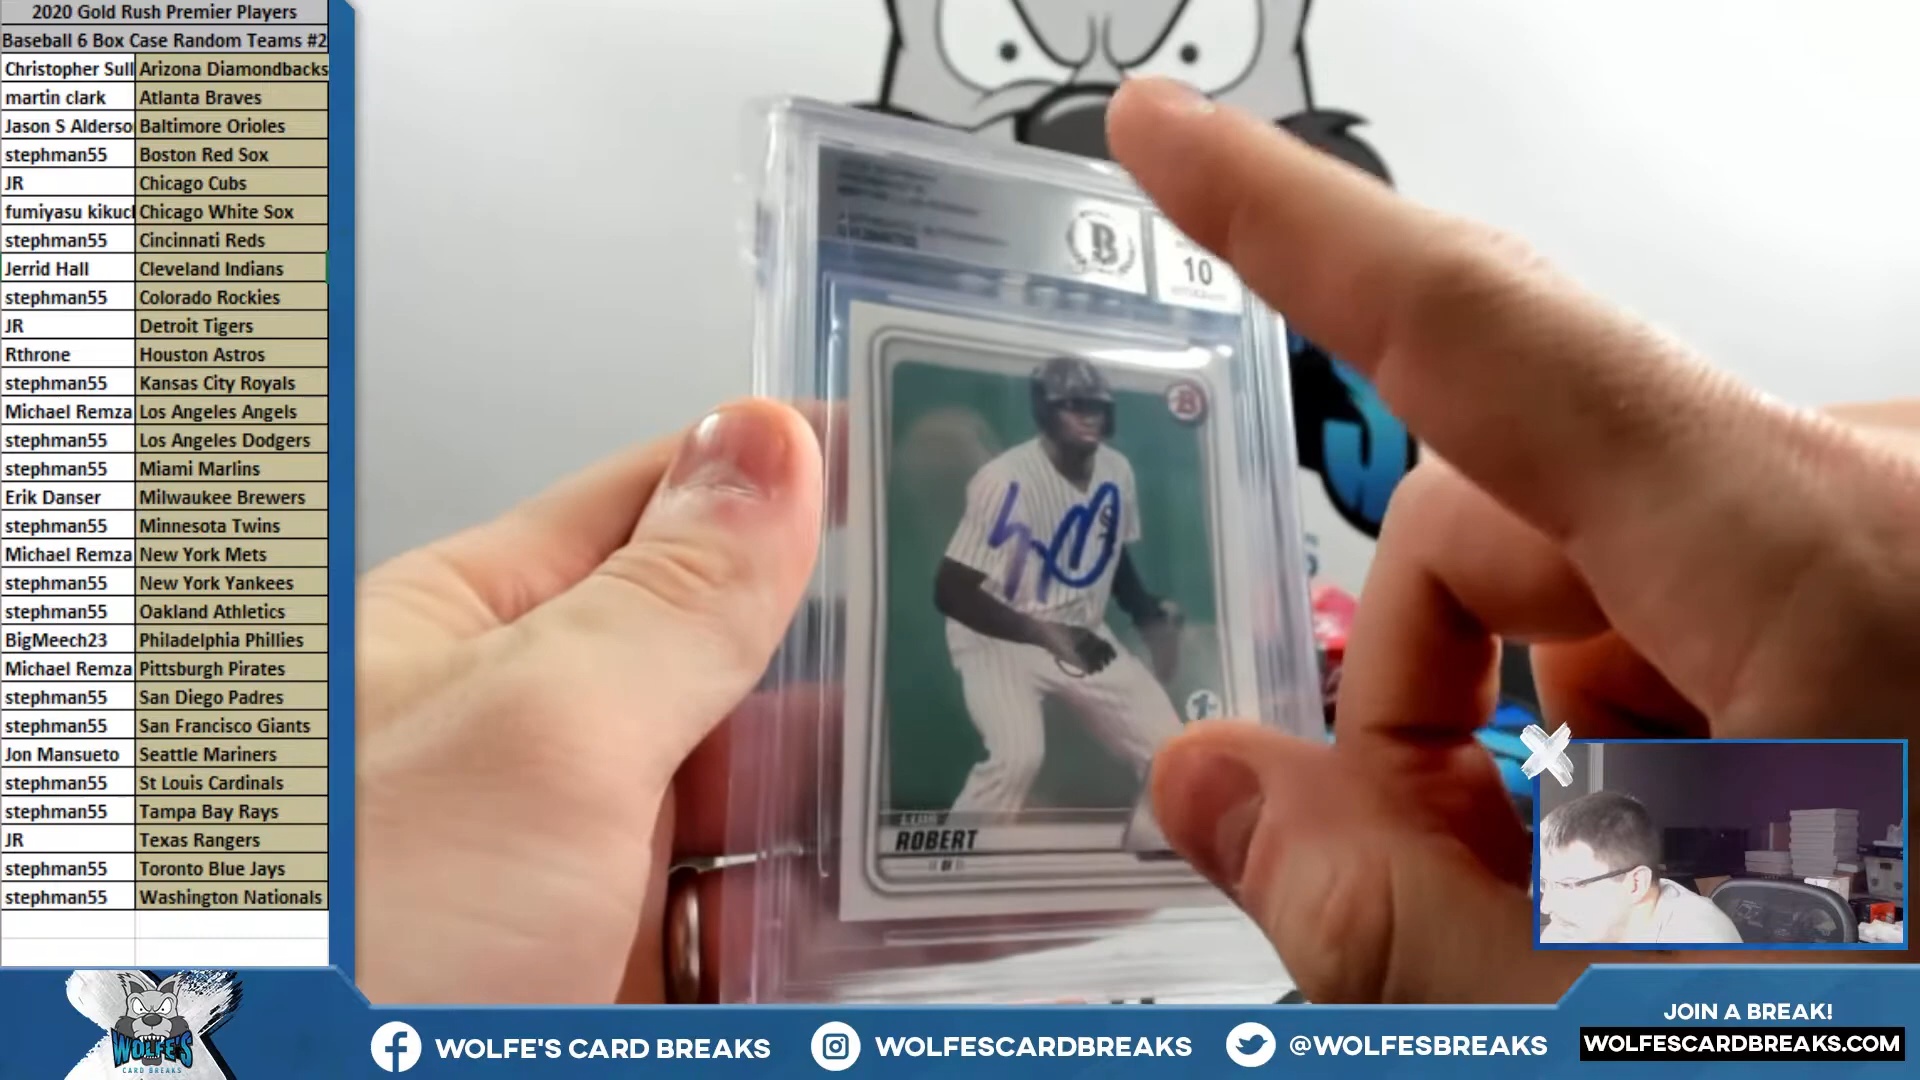 2020 Gold Rush Premier Players
Baseball 6 Box Case Random Teams #2
Christopher Sull Arizona Diamondbacks
martin clark Atlanta Braves
Jason S Alderso Baltimore Orioles
stephman55 Boston Red Sox
JR Chicago Cubs
fumiyasu kikuc Chicago White Sox
stephman55 Cincinnati Reds
Jerrid Hall Cleveland Indians
stephman55 Colorado Rockies
JR Detroit Tigers
Rthrone Houston Astros
stephman55 Kansas City Royals
Michael Remza Los Angeles Angels
stephman55 Los Angeles Dodgers
stephman55 Miami Marlins
Erik Danser Milwaukee Brewers
stephman55 Minnesota Twins
Michael Remza New York Mets
stephman55 New York Yankees
stephman55 Oakland Athletics
BigMeech23 Philadelphia Phillies
Michael Remza Pittsburgh Pirates
stephman55 San Diego Padres
stephman55 San Francisco Giants
Jon Mansueto Seattle Mariners
stephman55 St Louis Cardinals
stephman55 Tampa Bay Rays
JR Texas Rangers
stephman55 Toronto Blue Jays
stephman55 Washington Nationals
B
10
B
1st
LUIS
ROBERT
OF
WOLFE'S
CARD BREAKS
WOLFE'S CARD BREAKS
WOLFESCARDBREAKS
@WOLFESBREAKS
JOIN A BREAK!
WOLFESCARDBREAKS.COM